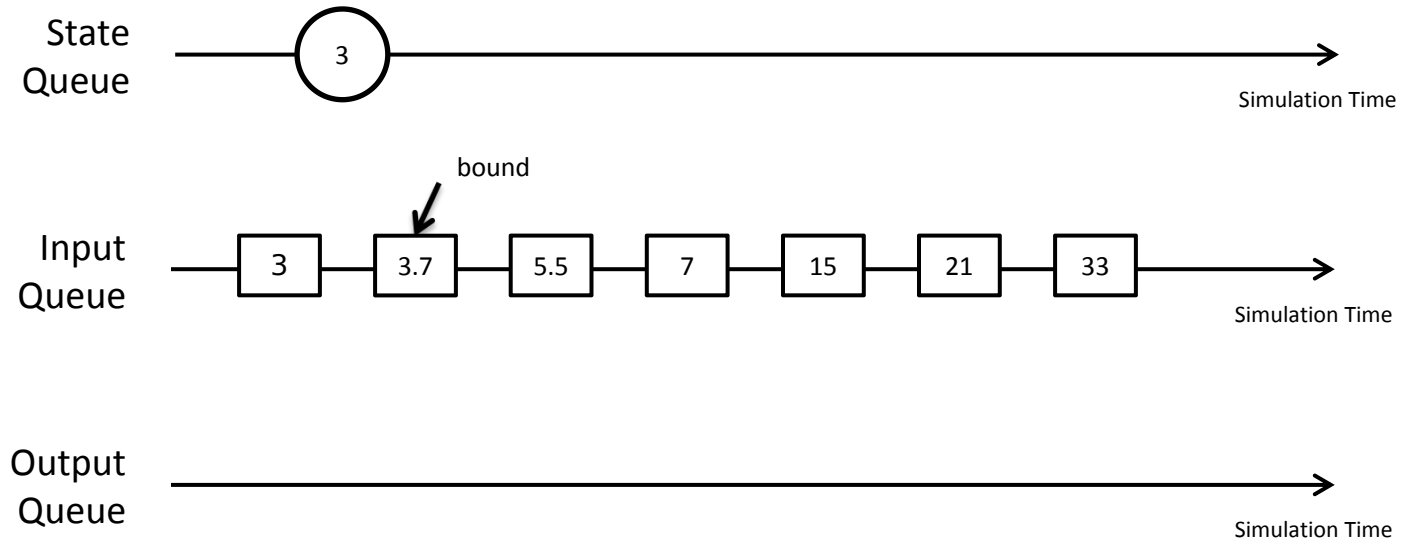 State
Queue
3
Simulation Time
bound
Input
Queue
3 3.7 5.5 7 15 21 33
Simulation Time
Output
Queue
Simulation Time